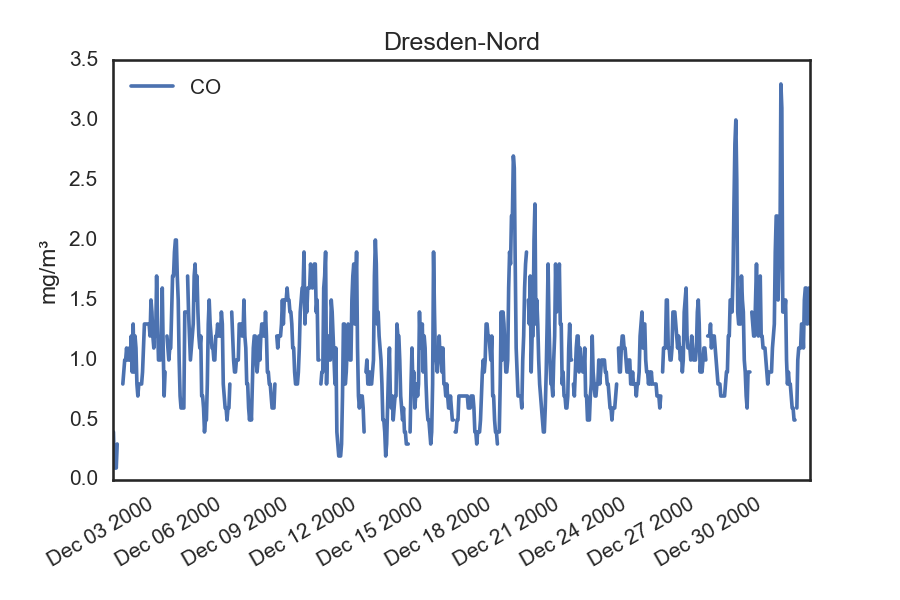 Dresden-Nord
3.5
CO
3.0
2.5
2.0
mg/m³
1.5
1.0
0.5
0.0
Dec 03 2000
Dec 06 2000
Dec 09 2000
Dec 12 2000
Dec 15 2000
Dec 18 2000
Dec 21 2000
Dec 24 2000
Dec 27 2000
Dec 30 2000